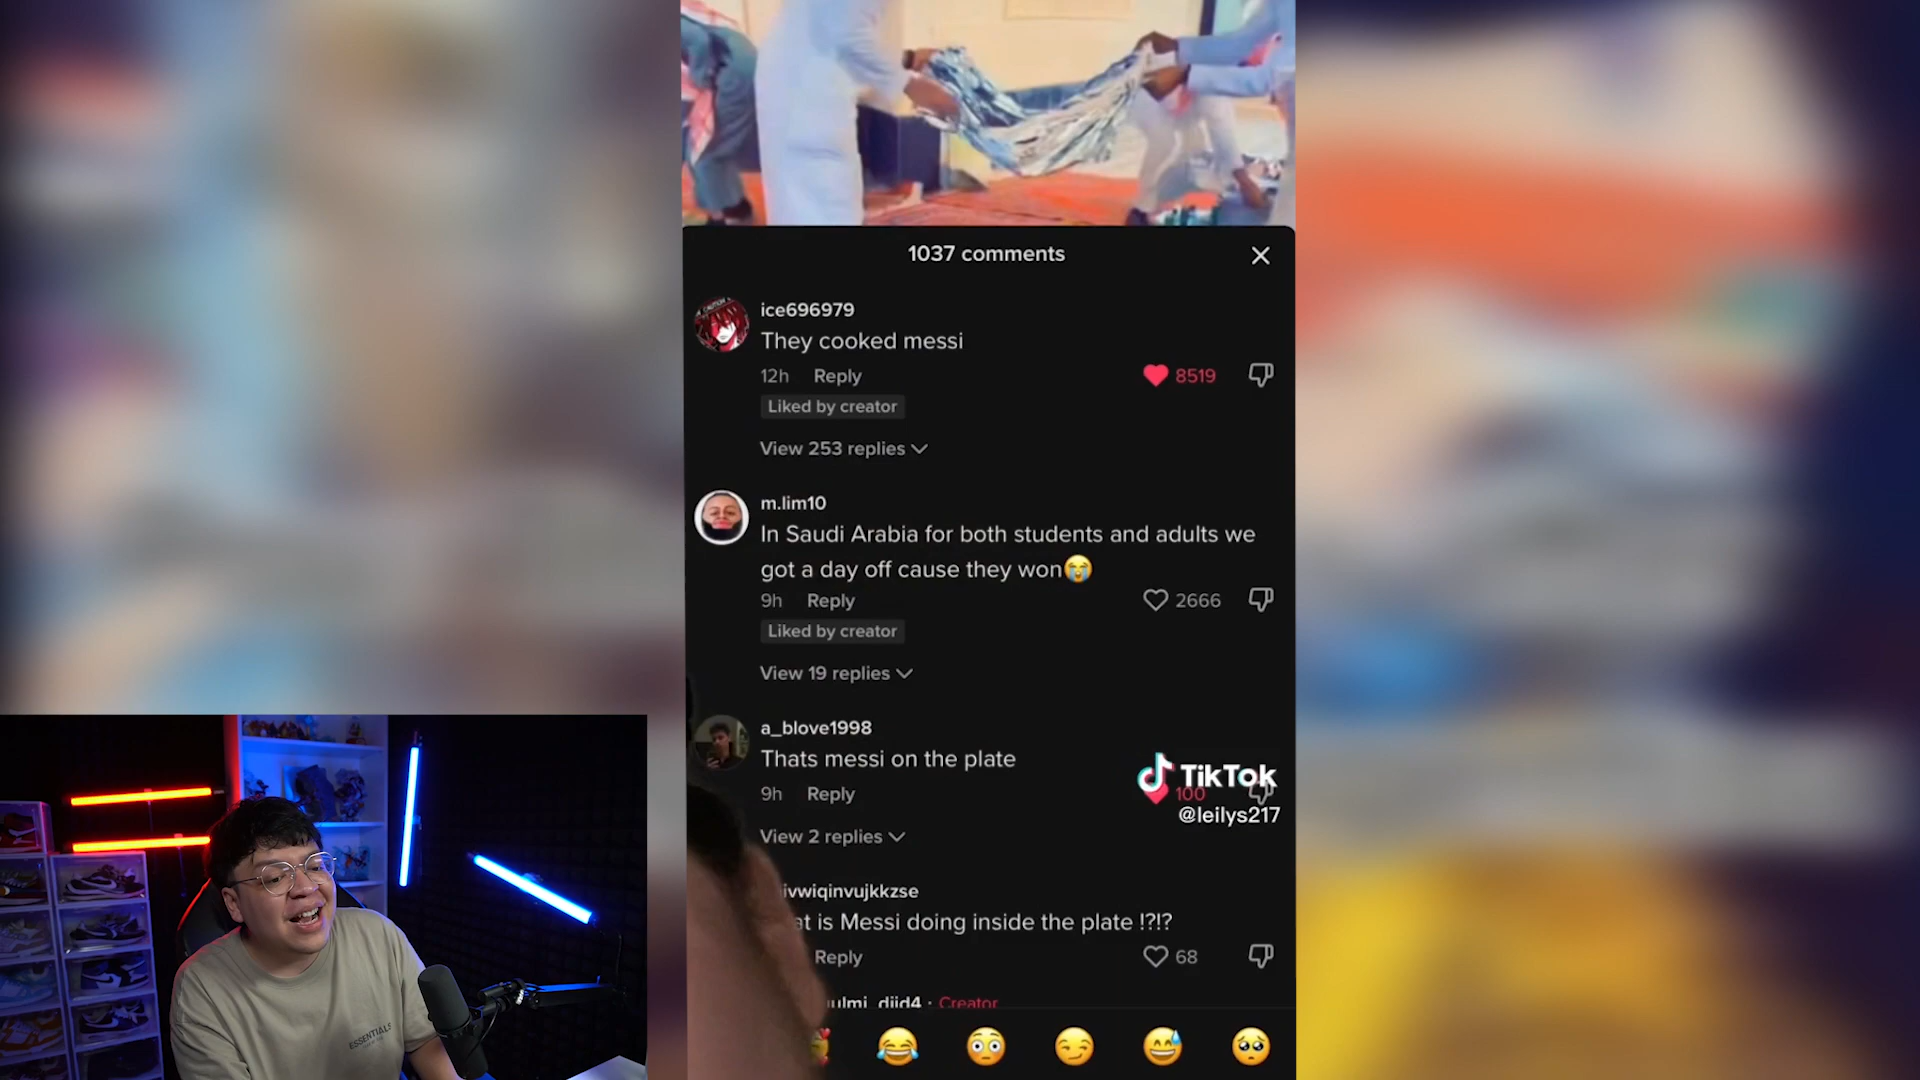 1037 comments
ice696979
They cooked messi
12h Reply
8519
Liked by creator
View 253 replies
m.lim10
In Saudi Arabia for both students and adults we
got a day off cause they won😭
9h Reply
2666
Liked by creator
View 19 replies
a_blove1998
Thats messi on the plate
9h Reply
100
View 2 replies
TikTok
@leilys217
ivwiqinvujkkzse
at is Messi doing inside the plate !?!?
Reply
68
ulmi_diid4 · Creator
ESSENTIALS